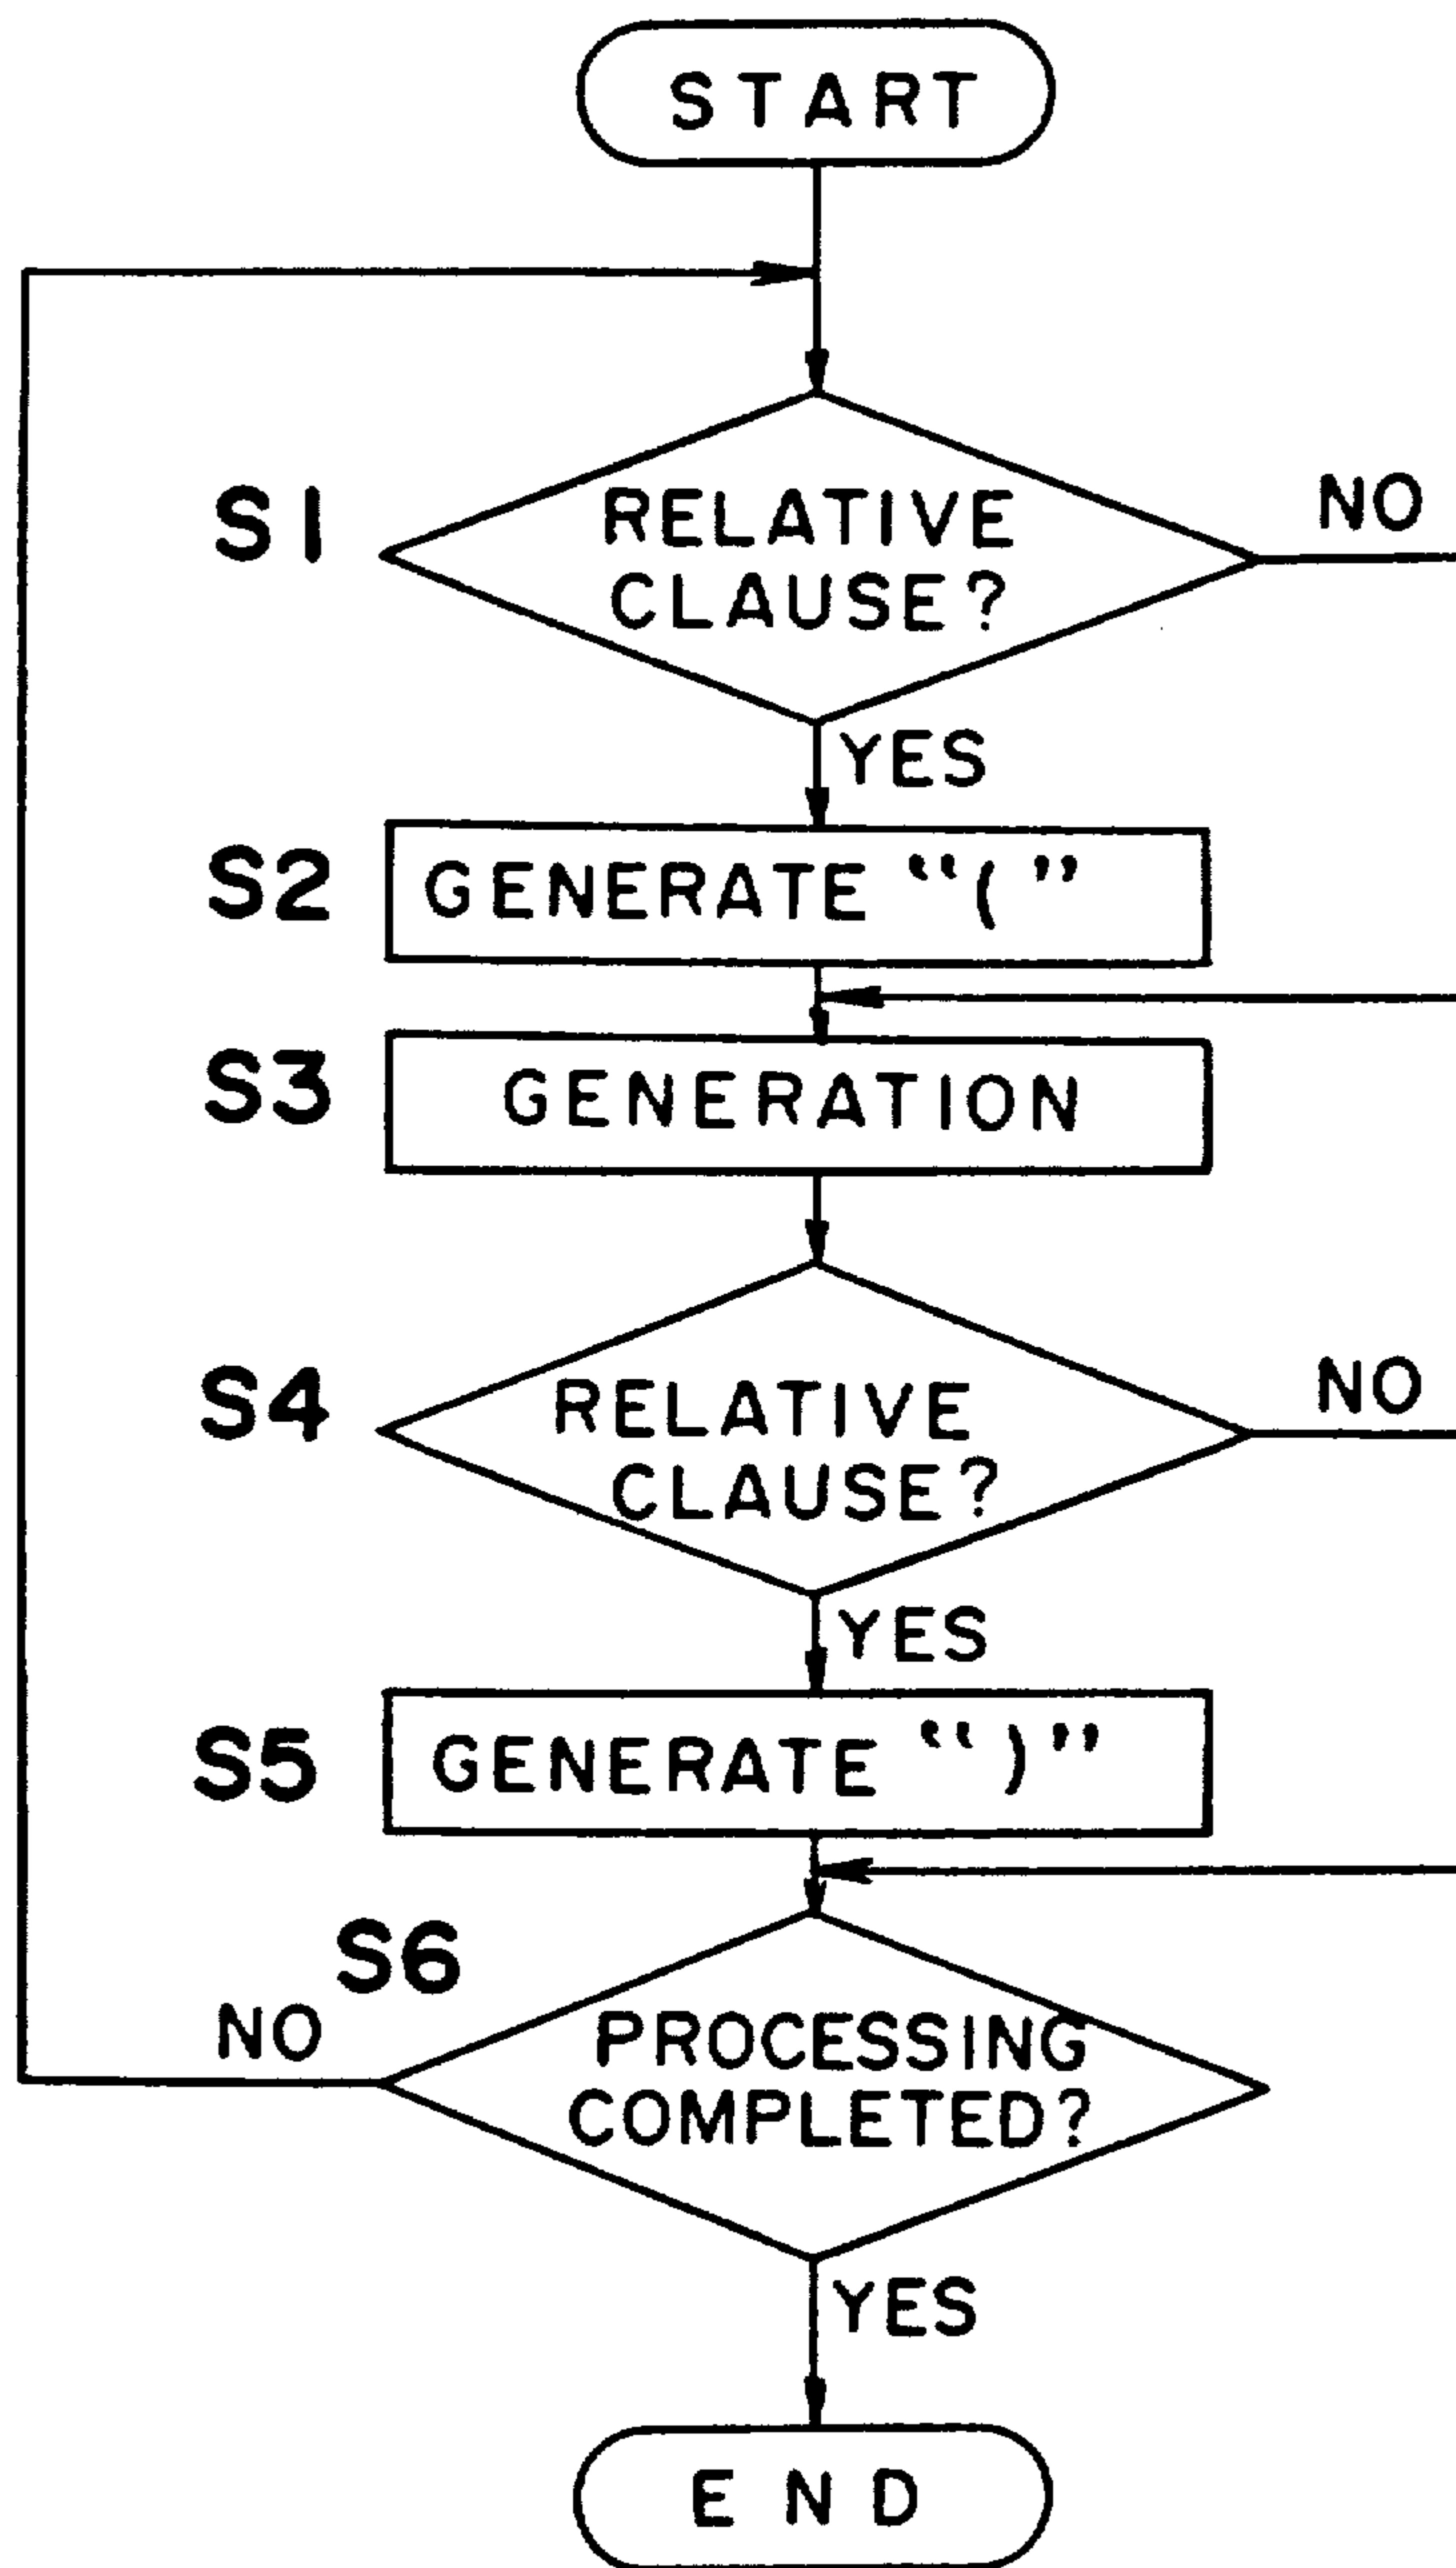 START
S1
RELATIVE
CLAUSE?
NO
YES
S2
GENERATE “(”
S3
GENERATION
S4
RELATIVE
CLAUSE?
NO
YES
S5
GENERATE “)”
S6
NO
PROCESSING
COMPLETED?
YES
END